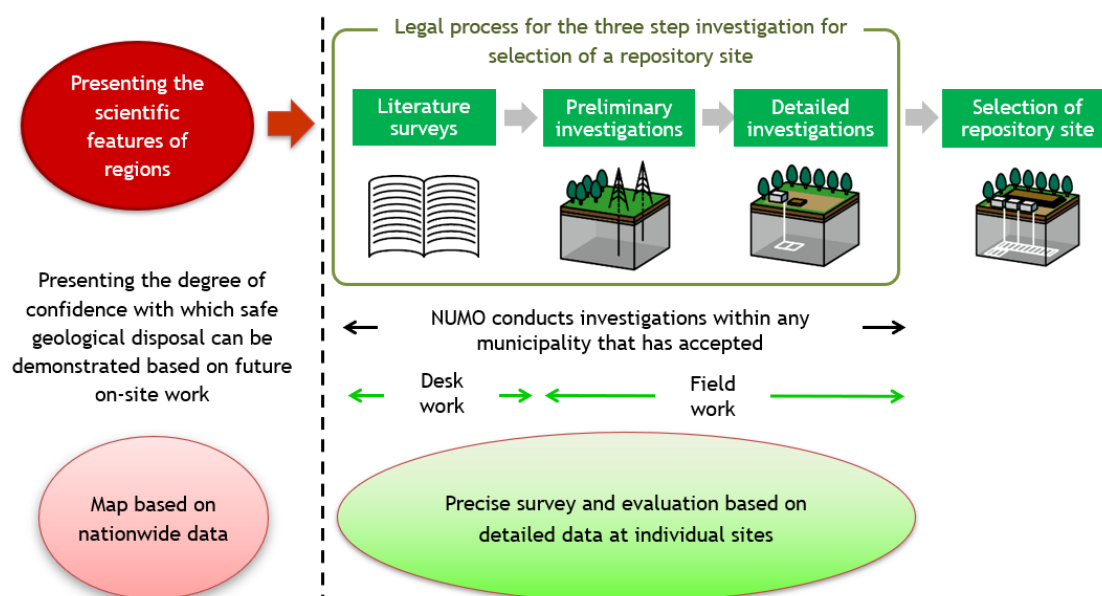 Presenting the
scientific
features of
regions
Legal process for the three step investigation for
selection of a repository site
Literature
surveys
Preliminary
investigations
Detailed
investigations
Selection of
repository site
Presenting the degree of
confidence with which safe
geological disposal can be
demonstrated based on future
on-site work
NUMO conducts investigations within any
municipality that has accepted
Desk
work
Field
work
Map based on
nationwide data
Precise survey and evaluation based on
detailed data at individual sites